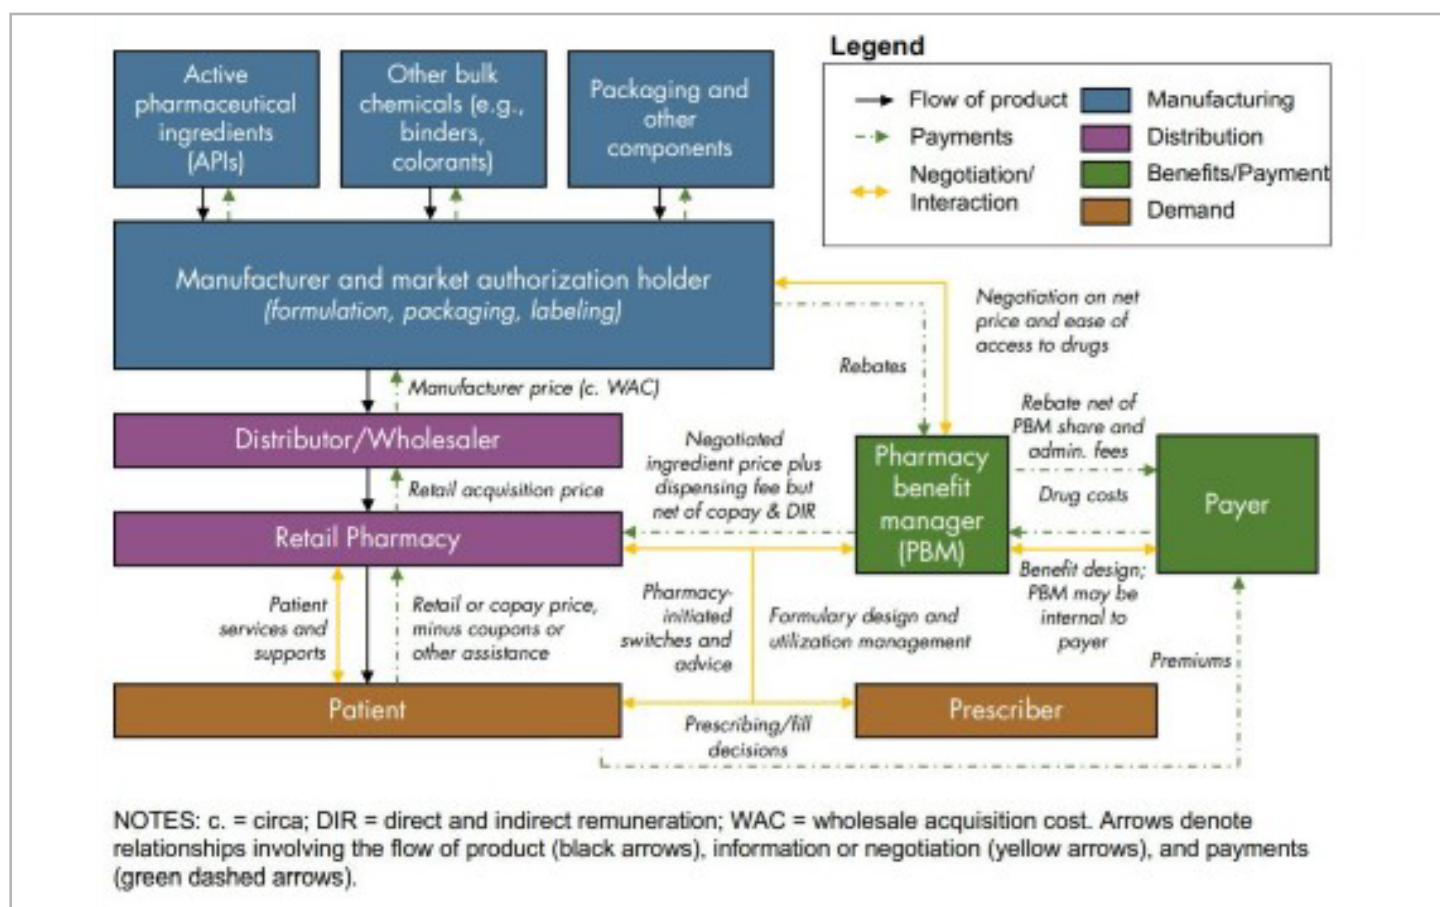 Active
pharmaceutical
ingredients
(APIs)
Other bulk
chemicals (e.g.,
binders,
colorants)
Packaging and
other
components
Legend
Flow of product
Payments
Negotiation/
Interaction
Manufacturing
Distribution
Benefits/Payment
Demand
Manufacturer and market authorization holder
(formulation, packaging, labeling)
Negotiation on net
price and ease of
access to drugs
Rebates
Manufacturer price (c. WAC)
Distributor/Wholesaler
Retail acquisition price
Negotiated
ingredient price plus
dispensing fee but
net of copay & DIR
Pharmacy
benefit
manager
(PBM)
Rebate net of
PBM share and
admin. fees
Drug costs
Payer
Retail Pharmacy
Patient
services and
supports
Retail or copay price,
minus coupons or
other assistance
Pharmacy-
initiated
switches and
advice
Formulary design and
utilization management
Benefit design;
PBM may be
internal to
payer
Premiums
Patient
Prescriber
Prescribing/fill
decisions
NOTES: c. = circa; DIR = direct and indirect remuneration; WAC = wholesale acquisition cost. Arrows denote
relationships involving the flow of product (black arrows), information or negotiation (yellow arrows), and payments
(green dashed arrows).